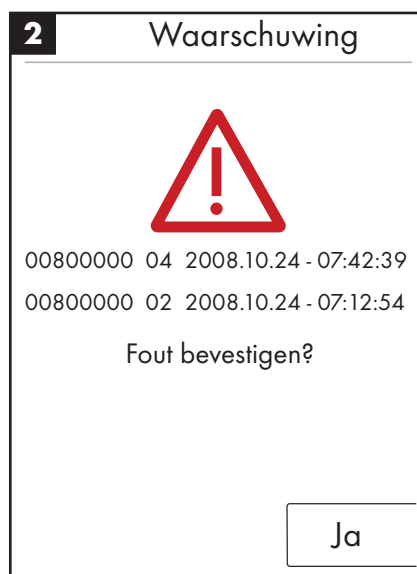 2 Waarschuwing
00800000 04 2008.10.24 - 07:42:39
00800000 02 2008.10.24 - 07:12:54
Fout bevestigen?
Ja